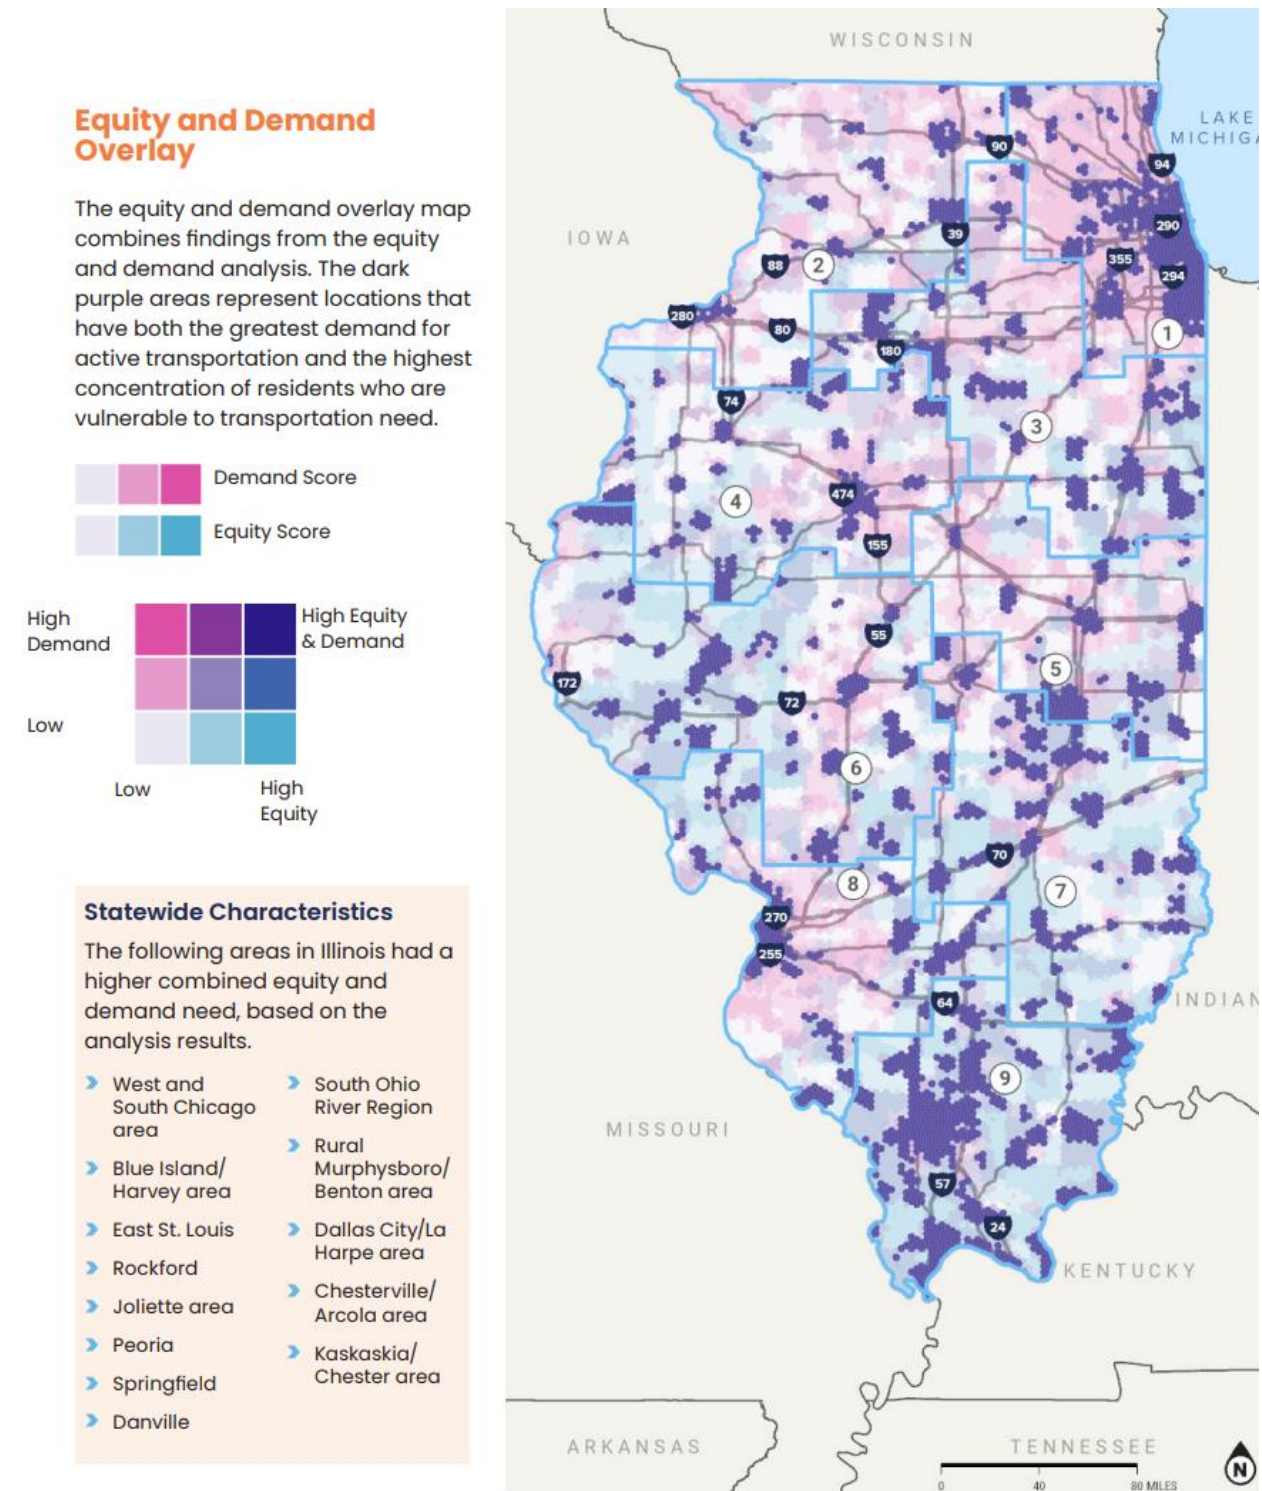 Equity and Demand
Overlay
The equity and demand overlay map
combines findings from the equity
and demand analysis. The dark
purple areas represent locations that
have both the greatest demand for
active transportation and the highest
concentration of residents who are
vulnerable to transportation need.
Demand Score
Equity Score
High
Demand
High Equity
& Demand
Low
Low
High
Equity
Statewide Characteristics
The following areas in Illinois had a
higher combined equity and
demand need, based on the
analysis results.
West and
South Chicago
area
Blue Island/
Harvey area
East St. Louis
Rockford
Joliette area
Peoria
Springfield
Danville
South Ohio
River Region
Rural
Murphysboro/
Benton area
Dallas City/La
Harpe area
Chesterville/
Arcola area
Kaskaskia/
Chester area
WISCONSIN
LAKE
MICHIGA
90
94
IOWA
39
290
88
2
355
294
280
80
180
1
74
3
4
474
155
55
5
172
72
6
70
8
7
270
255
64
INDIAN
9
MISSOURI
57
24
KENTUCKY
ARKANSAS
TENNESSEE
0
40
80 MILES
N